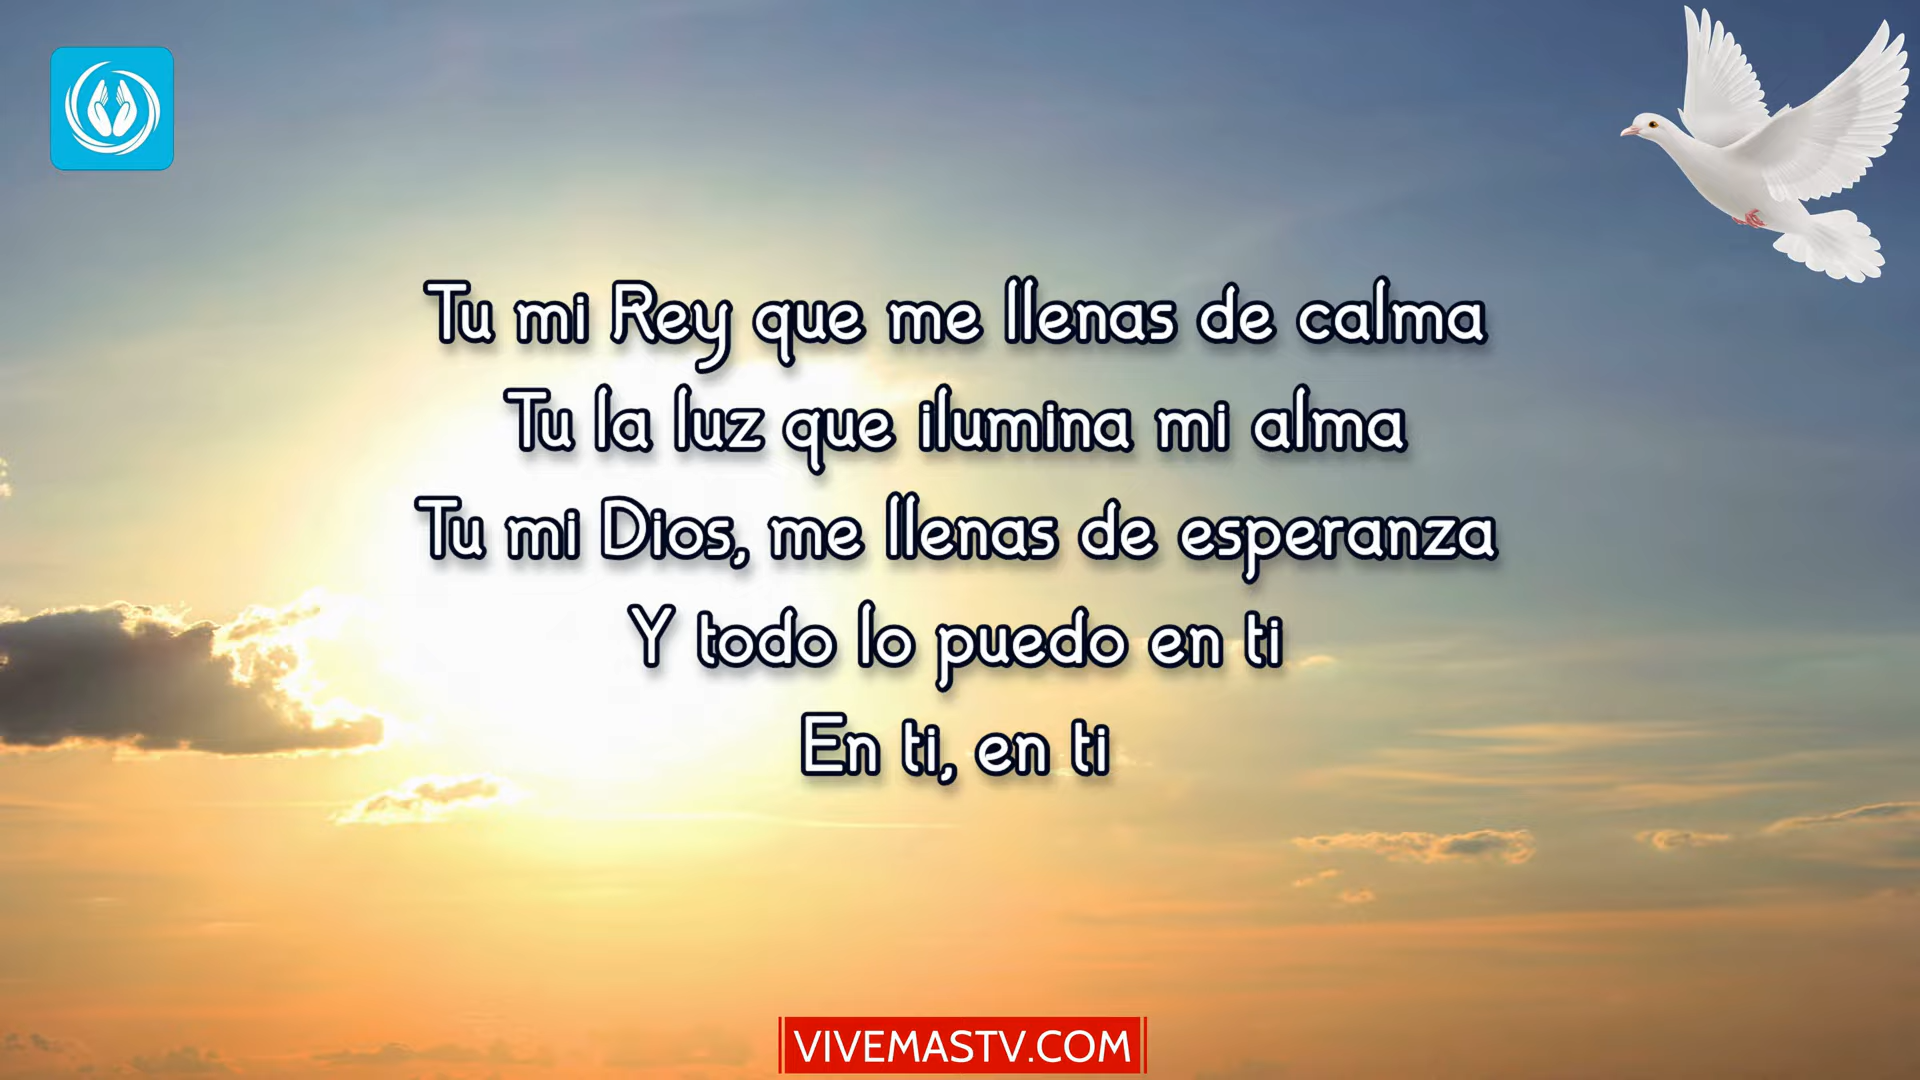 Tu mi Rey que me llenas de calma
Tu la luz que ilumina mi alma
Tu mi Dios, me llenas de esperanza
Y todo lo puedo en ti
En ti, en ti
VIVEMASTV.COM